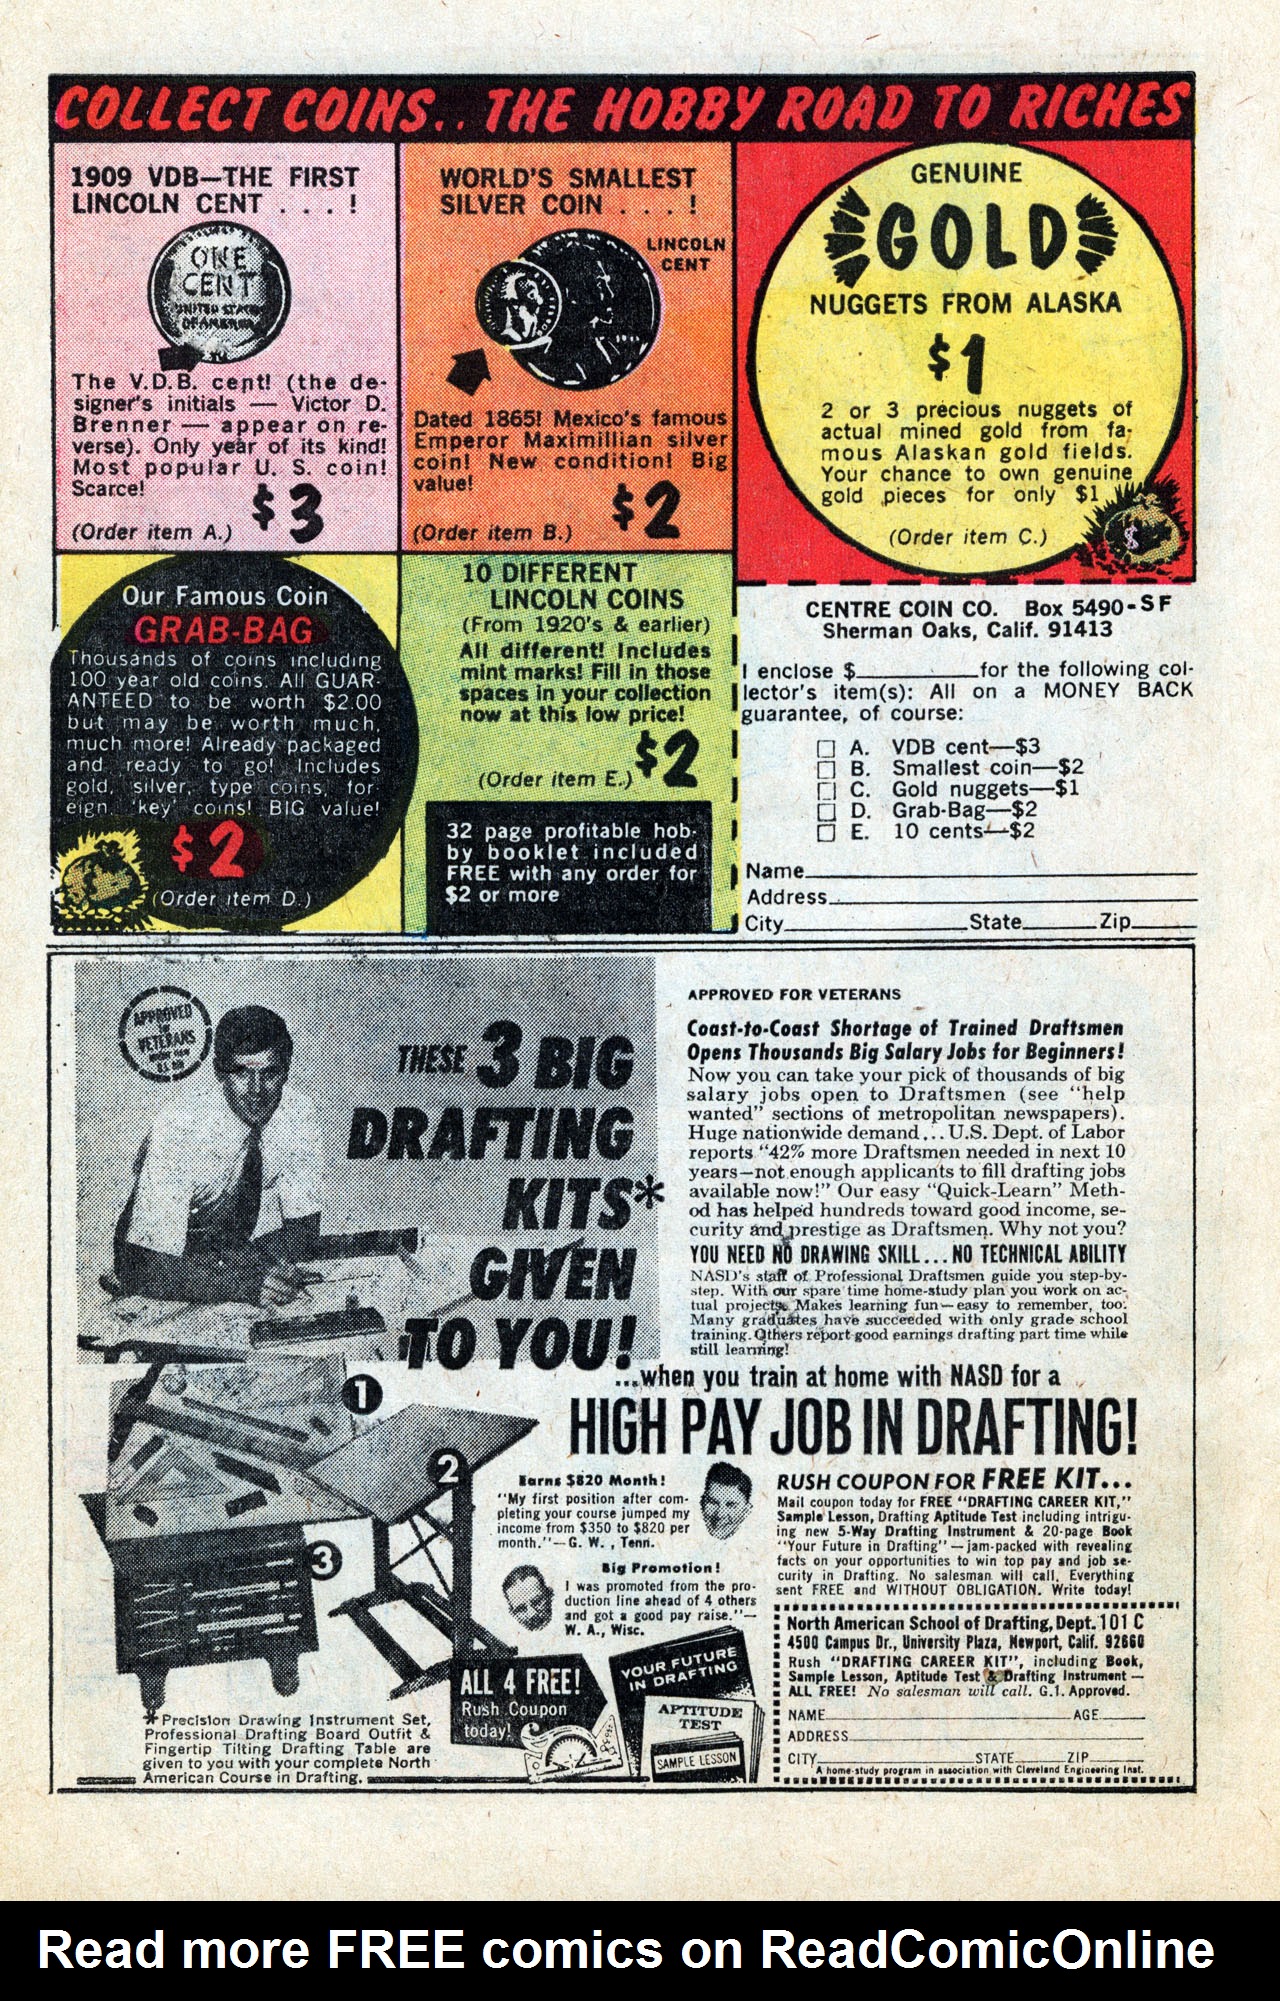 COLLECT COINS.. THE HOBBY ROAD TO RICHES
1909 VDB—THE FIRST
LINCOLN CENT . . . !
ONE
CENT
UNITED STATES
OF AMERICA
The V.D.B. cent! (the de-
signer's initials — Victor D.
Brenner — appear on re-
verse). Only year of its kind!
Most popular U. S. coin!
Scarce!
$3
(Order item A.)
WORLD'S SMALLEST
SILVER COIN . . . !
LINCOLN
CENT
Dated 1865! Mexico's famous
Emperor Maximillian silver
coin! New condition! Big
value!
$2
(Order item B.)
GENUINE
GOLD
NUGGETS FROM ALASKA
$1
2 or 3 precious nuggets of
actual mined gold from fa-
mous Alaskan gold fields.
Your chance to own genuine
gold pieces for only $1
(Order item C.)
Our Famous Coin
GRAB-BAG
Thousands of coins including
100 year old coins. All GUAR-
ANTEED to be worth $2.00
but may be worth much,
much more! Already packaged
and ready to go! Includes
gold, silver, type coins, for-
eign, 'key' coins! BIG value!
$2
(Order item D.)
10 DIFFERENT
LINCOLN COINS
(From 1920's & earlier)
All different! Includes
mint marks! Fill in those
spaces in your collection
now at this low price!
$2
(Order item E.)
32 page profitable hob-
by booklet included
FREE with any order for
$2 or more
CENTRE COIN CO. Box 5490-SF
Sherman Oaks, Calif. 91413
I enclose $ for the following col-
lector's item(s): All on a MONEY BACK
guarantee, of course:
A. VDB cent—$3
B. Smallest coin—$2
C. Gold nuggets—$1
D. Grab-Bag—$2
E. 10 cents—$2
Name
Address
City State Zip
APPROVED
for
VETERANS
under new
G.I. Bill
THESE 3 BIG
DRAFTING
KITS*
GIVEN
TO YOU!
APPROVED FOR VETERANS
Coast-to-Coast Shortage of Trained Draftsmen
Opens Thousands Big Salary Jobs for Beginners!
Now you can take your pick of thousands of big
salary jobs open to Draftsmen (see "help
wanted" sections of metropolitan newspapers).
Huge nationwide demand... U.S. Dept. of Labor
reports "42% more Draftsmen needed in next 10
years—not enough applicants to fill drafting jobs
available now!" Our easy "Quick-Learn" Meth-
od has helped hundreds toward good income, se-
curity and prestige as Draftsmen. Why not you?
YOU NEED NO DRAWING SKILL... NO TECHNICAL ABILITY
NASD's staff of Professional Draftsmen guide you step-by-
step. With our spare time home-study plan you work on ac-
tual projects. Makes learning fun—easy to remember, too.
Many graduates have succeeded with only grade school
training. Others report good earnings drafting part time while
still learning!
...when you train at home with NASD for a
HIGH PAY JOB IN DRAFTING!
1
2
3
Earns $820 Month!
"My first position after com-
pleting your course jumped my
income from $350 to $820 per
month."—G. W. , Tenn.
Big Promotion!
I was promoted from the pro-
duction line ahead of 4 others
and got a good pay raise."—
W. A., Wisc.
RUSH COUPON FOR FREE KIT...
Mail coupon today for FREE "DRAFTING CAREER KIT,"
Sample Lesson, Drafting Aptitude Test including intrigu-
ing new 5-Way Drafting Instrument & 20-page Book
"Your Future in Drafting"—jam-packed with revealing
facts on your opportunities to win top pay and job se-
curity in Drafting. No salesman will call. Everything
sent FREE and WITHOUT OBLIGATION. Write today!
North American School of Drafting, Dept. 101 C
4500 Campus Dr., University Plaza, Newport, Calif. 92660
Rush "DRAFTING CAREER KIT", including Book,
Sample Lesson, Aptitude Test & Drafting Instrument —
ALL FREE! No salesman will call. G.I. Approved.
NAME AGE
ADDRESS
CITY STATE ZIP
A home-study program in association with Cleveland Engineering Inst.
ALL 4 FREE!
Rush Coupon
today!
YOUR FUTURE
IN DRAFTING
APTITUDE
TEST
SAMPLE LESSON
*Precision Drawing Instrument Set,
Professional Drafting Board Outfit &
Fingertip Tilting Drafting Table are
given to you with your complete North
American Course in Drafting.
Read more FREE comics on ReadComicOnline